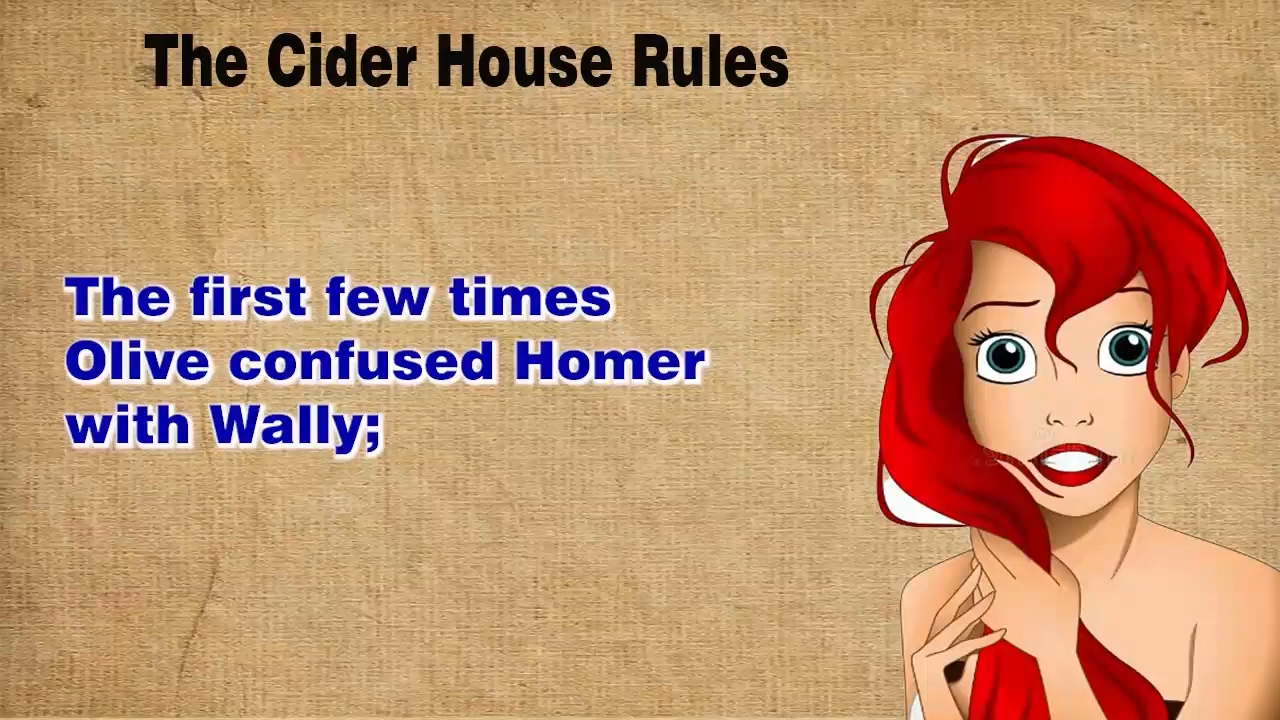 The Cider House Rules
The first few times
Olive confused Homer
with Wally;